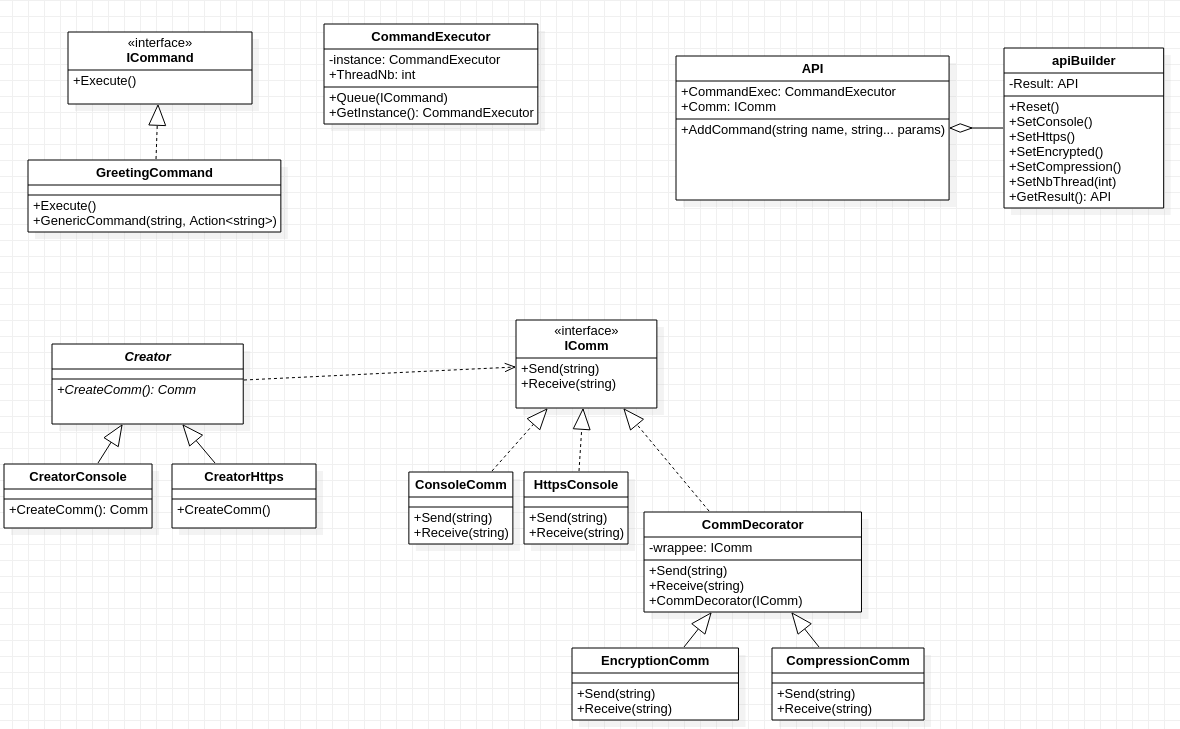 «interface»
ICommand
+Execute()
GreetingCommand
+Execute()
+GenericCommand(string, Action<string>)
CommandExecutor
-instance: CommandExecutor
+ThreadNb: int
+Queue(ICommand)
+GetInstance(): CommandExecutor
API
+CommandExec: CommandExecutor
+Comm: IComm
+AddCommand(string name, string... params)
apiBuilder
-Result: API
+Reset()
+SetConsole()
+SetHttps()
+SetEncrypted()
+SetCompression()
+SetNbThread(int)
+GetResult(): API
Creator
+CreateComm(): Comm
CreatorConsole
+CreateComm(): Comm
CreatorHttps
+CreateComm()
«interface»
IComm
+Send(string)
+Receive(string)
ConsoleComm
+Send(string)
+Receive(string)
HttpsConsole
+Send(string)
+Receive(string)
CommDecorator
-wrappee: IComm
+Send(string)
+Receive(string)
+CommDecorator(IComm)
EncryptionComm
+Send(string)
+Receive(string)
CompressionComm
+Send(string)
+Receive(string)